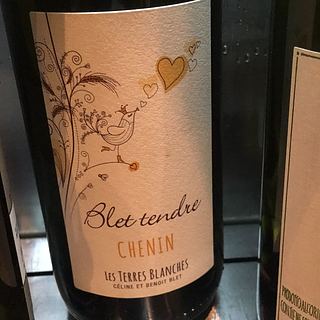 Blet tendre
CHENIN
LES TERRES BLANCHES
CÉLINE ET BENOIT BLET